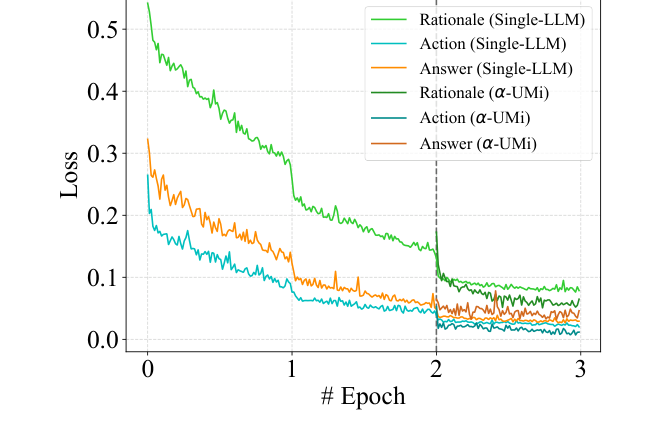 0.5
0.4
0.3
0.2
0.1
0.0
Loss
Rationale (Single-LLM)
Action (Single-LLM)
Answer (Single-LLM)
Rationale (α-UMi)
Action (α-UMi)
Answer (α-UMi)
0 1 2 3
# Epoch